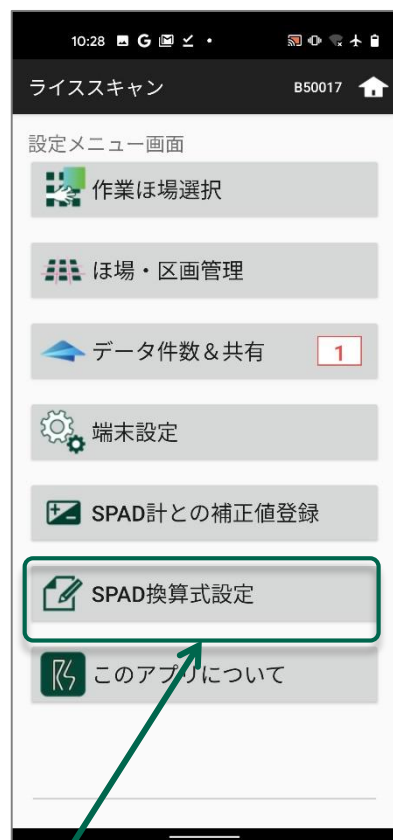 10:28
ライススキャン B50017
設定メニュー画面
作業ほ場選択
ほ場・区画管理
データ件数＆共有 1
端末設定
SPAD計との補正値登録
SPAD換算式設定
このアプリについて